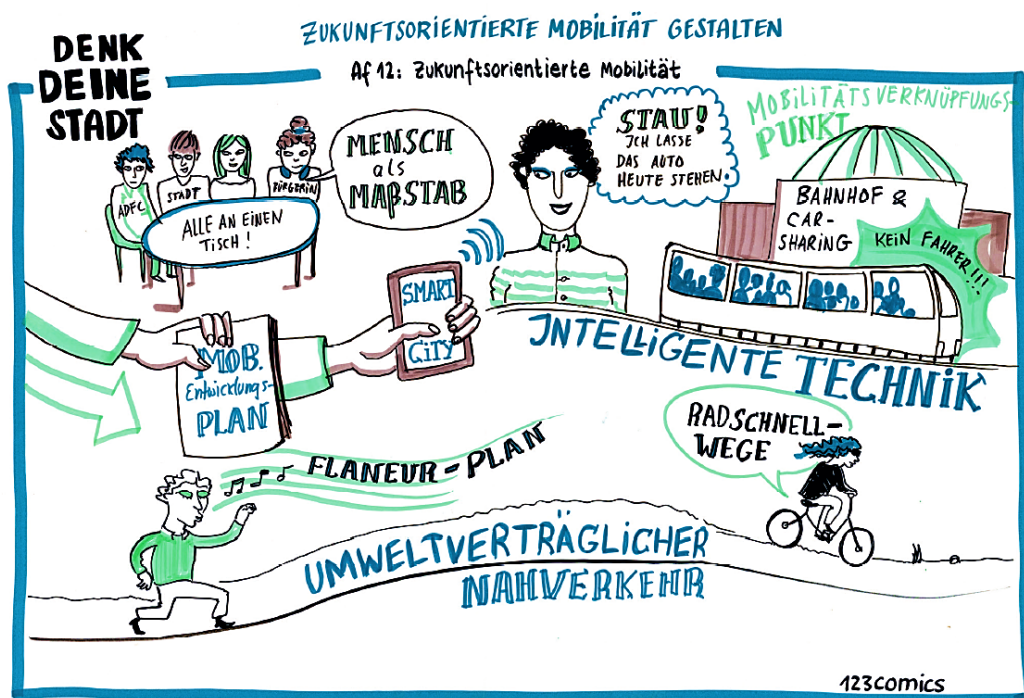 ZUKUNFTSORIENTIERTE MOBILITÄT GESTALTEN
DENK
DEINE
STADT
Af 12: Zukunftsorientierte Mobilität
MOBILITÄTSVERKNÜPFUNGS-
PUNKT
STAU!
ICH LASSE
DAS AUTO
HEUTE STEHEN.
MENSCH
als
MAẞSTAB
ADFC
STADT
BÜRGERIN
ALLE AN EINEN
TISCH!
BAHNHOF &
CAR-
SHARING
KEIN FAHRER!!!
SMART
CITY
INTELLIGENTE TECHNIK
MOB.
Entwicklungs-
PLAN
RADSCHNELL-
WEGE
FLANEUR-PLAN
UMWELTVERTRÄGLICHER
NAHVERKEHR
123comics